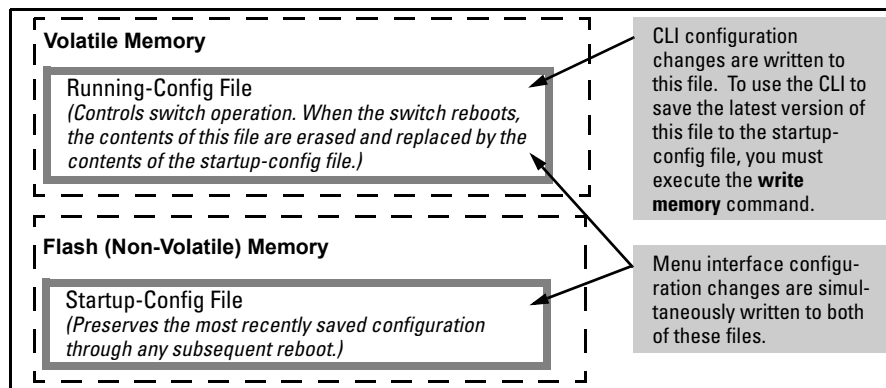 Volatile Memory
Running-Config File
(Controls switch operation. When the switch reboots,
the contents of this file are erased and replaced by the
contents of the startup-config file.)
CLI configuration
changes are written to
this file.  To use the CLI to
save the latest version of
this file to the startup-
config file, you must
execute the write
memory command.
Flash (Non-Volatile) Memory
Startup-Config File
(Preserves the most recently saved configuration
through any subsequent reboot.)
Menu interface configu-
ration changes are simul-
taneously written to both
of these files.